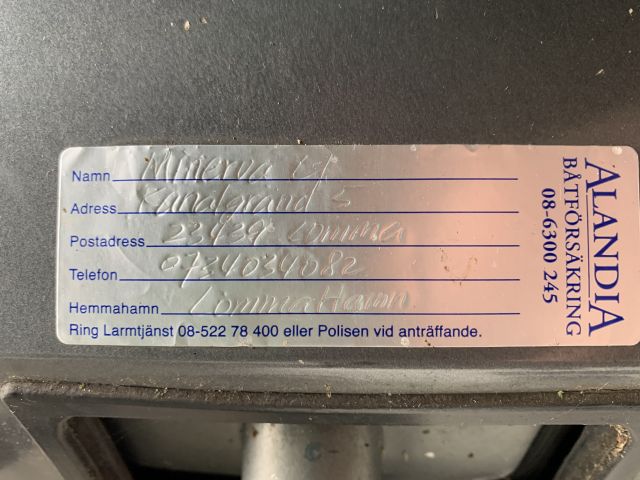 Namn Minerva
Adress Kanalgränd 5
Postadress 23439 Lomma
Telefon 0734034082
Hemmahamn Lomma Hamn
Ring Larmtjänst 08-522 78 400 eller Polisen vid anträffande.
ALANDIA
BÅTFÖRSÄKRING
08-6300 245